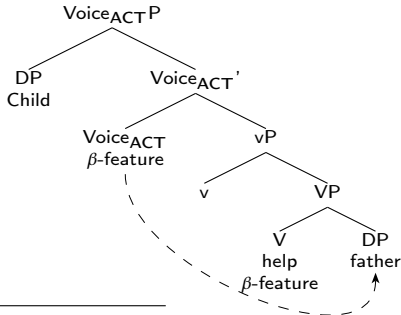 Voice_ACT P
DP Voice_ACT'
Child
Voice_ACT vP
β-feature
v VP
V DP
help father
β-feature